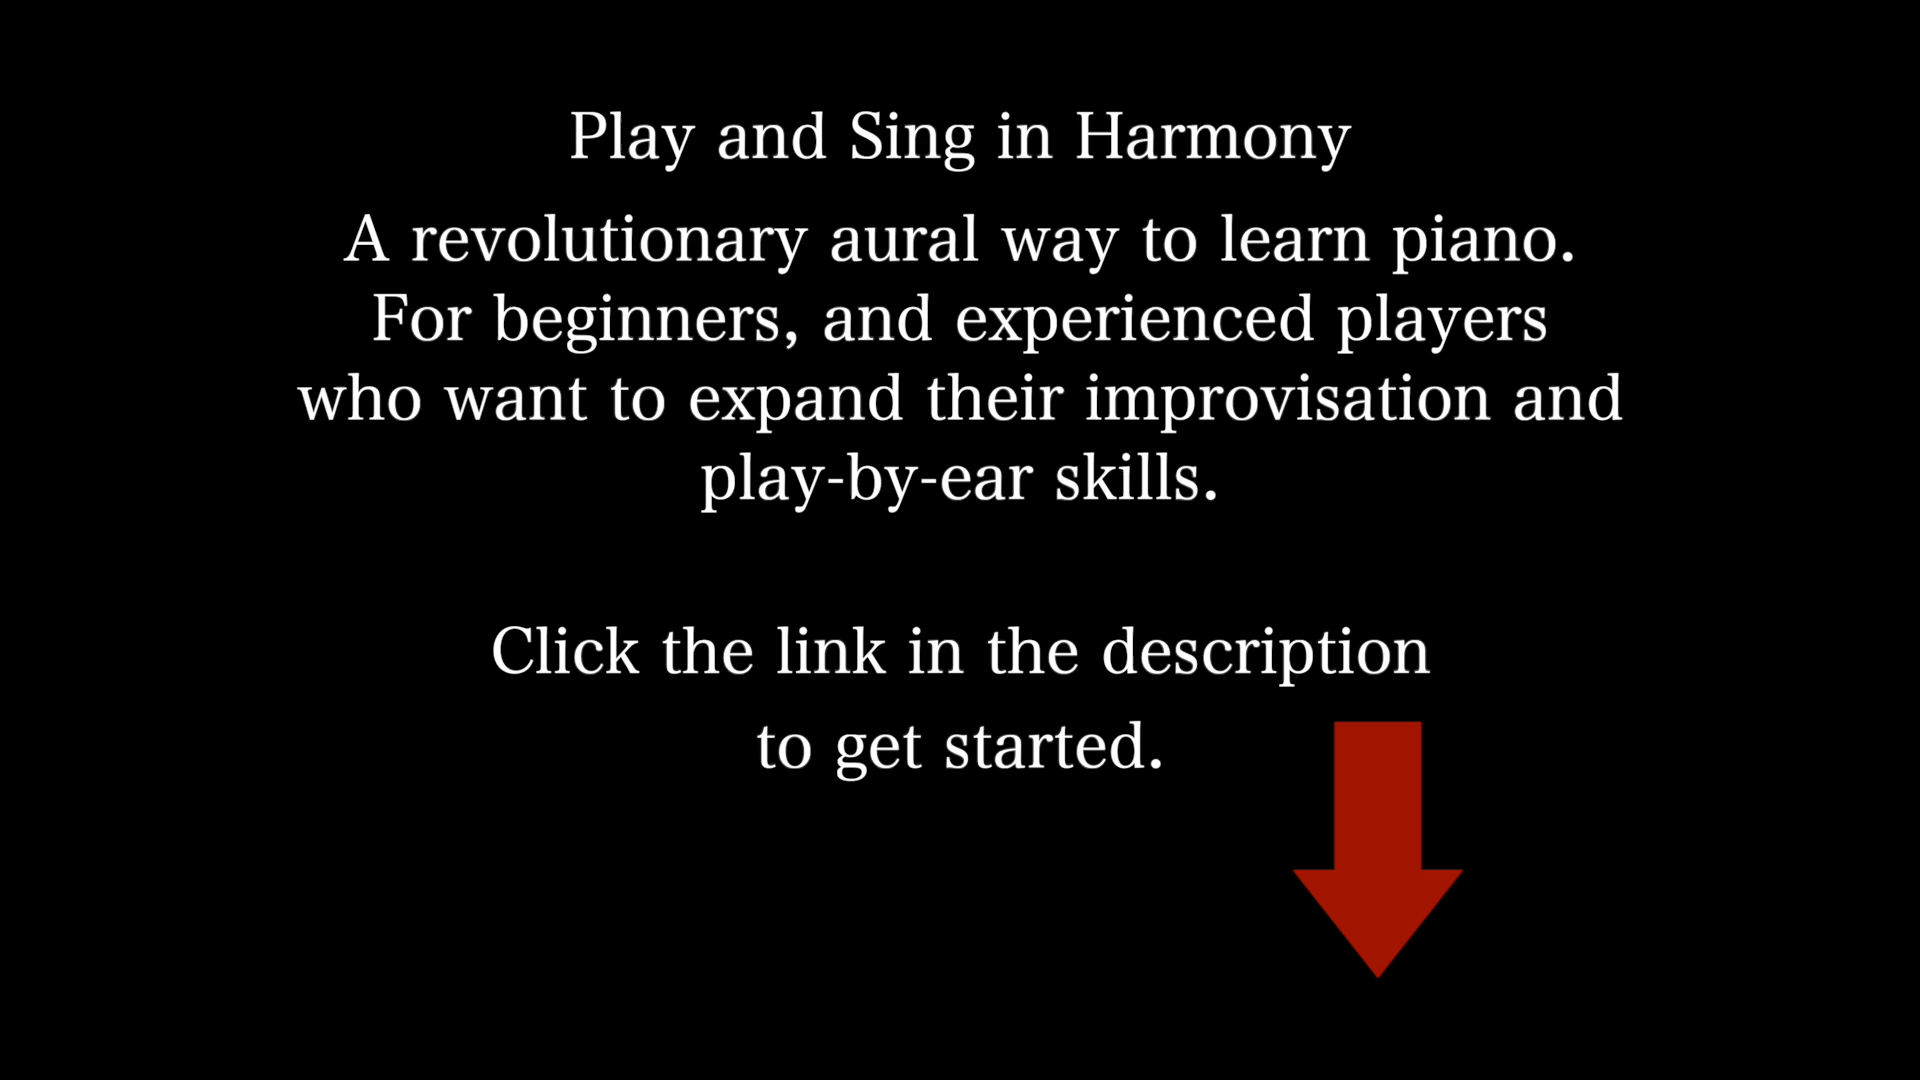 Play and Sing in Harmony
A revolutionary aural way to learn piano.
For beginners, and experienced players
who want to expand their improvisation and
play-by-ear skills.
Click the link in the description
to get started.